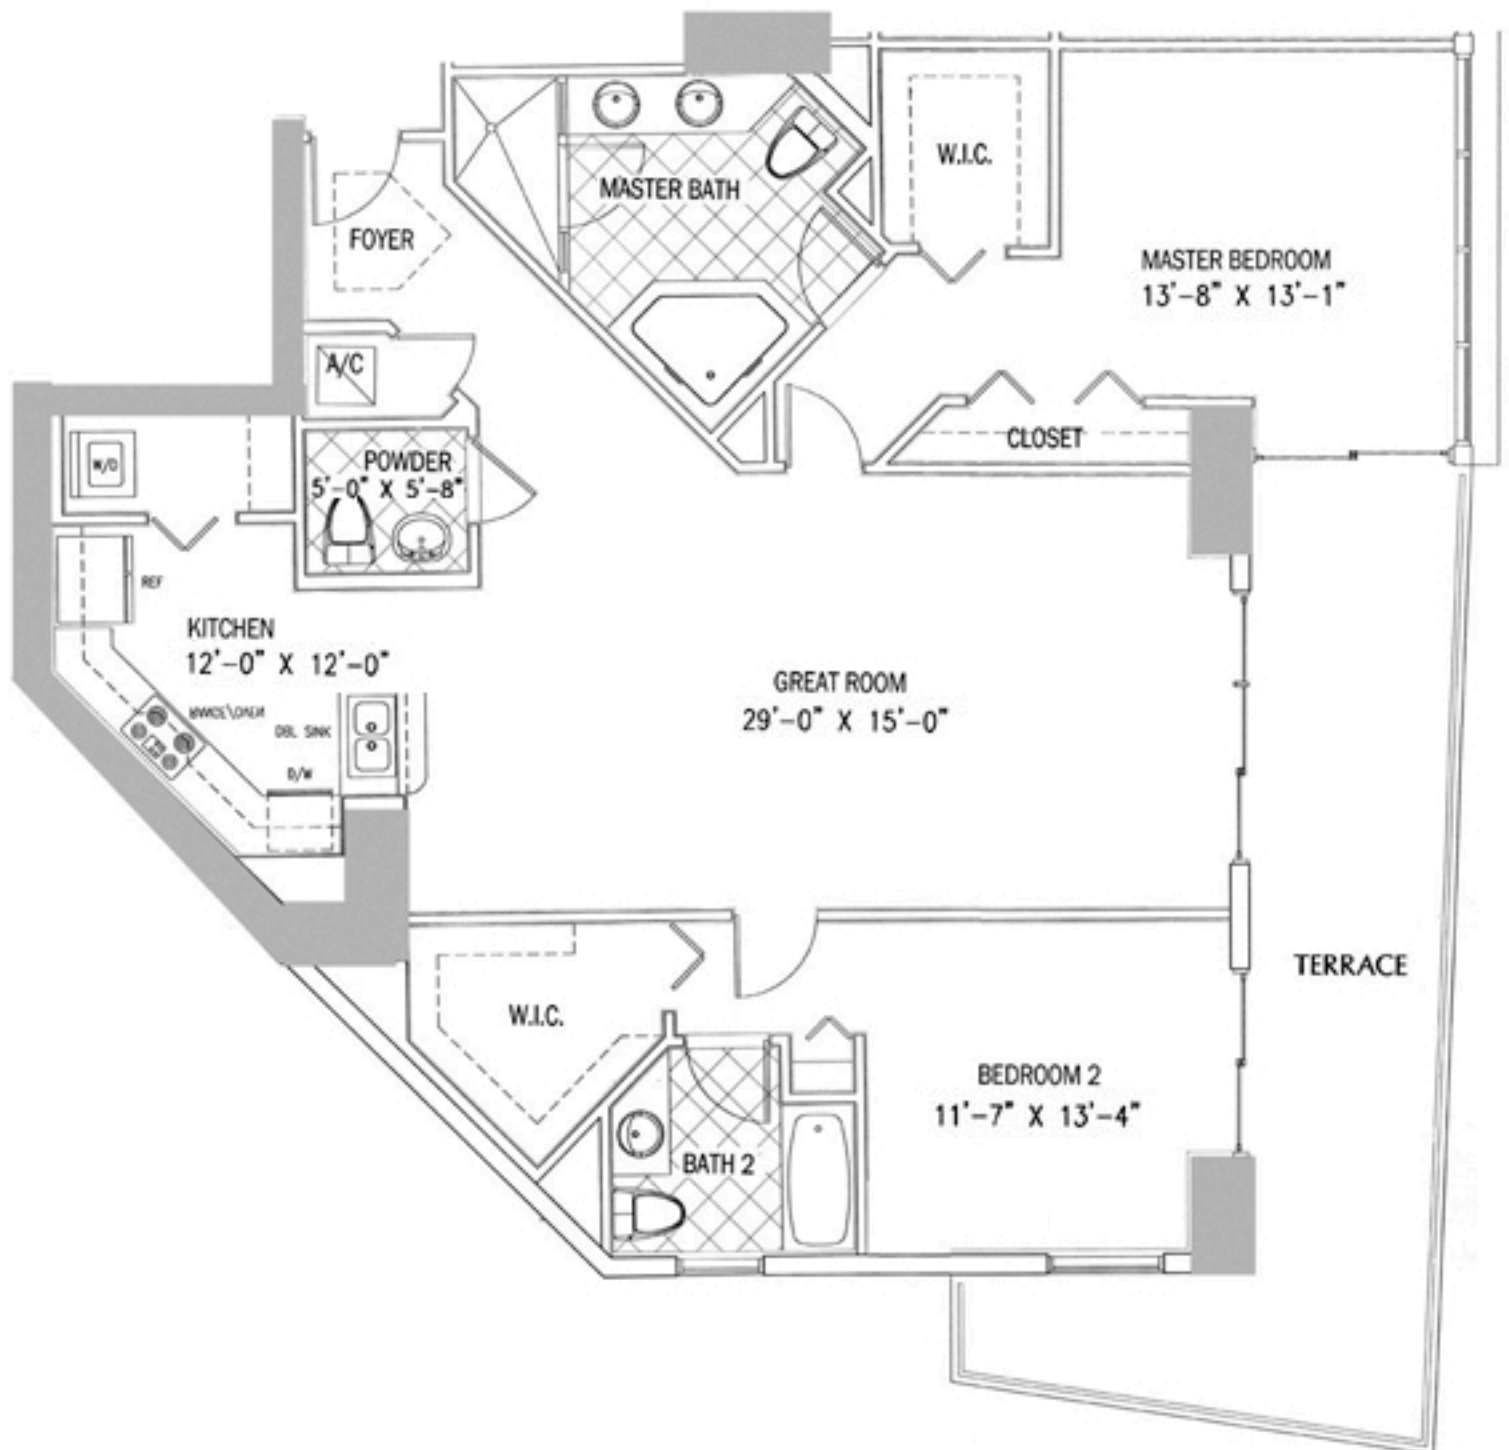 MASTER BATH
W.I.C.
FOYER
MASTER BEDROOM
13'-8" X 13'-1"
A/C
CLOSET
W/D
POWDER
5'-0" X 5'-8"
REF
KITCHEN
12'-0" X 12'-0"
RANGE\OVEN
DBL SINK
D/W
GREAT ROOM
29'-0" X 15'-0"
TERRACE
W.I.C.
BEDROOM 2
11'-7" X 13'-4"
BATH 2